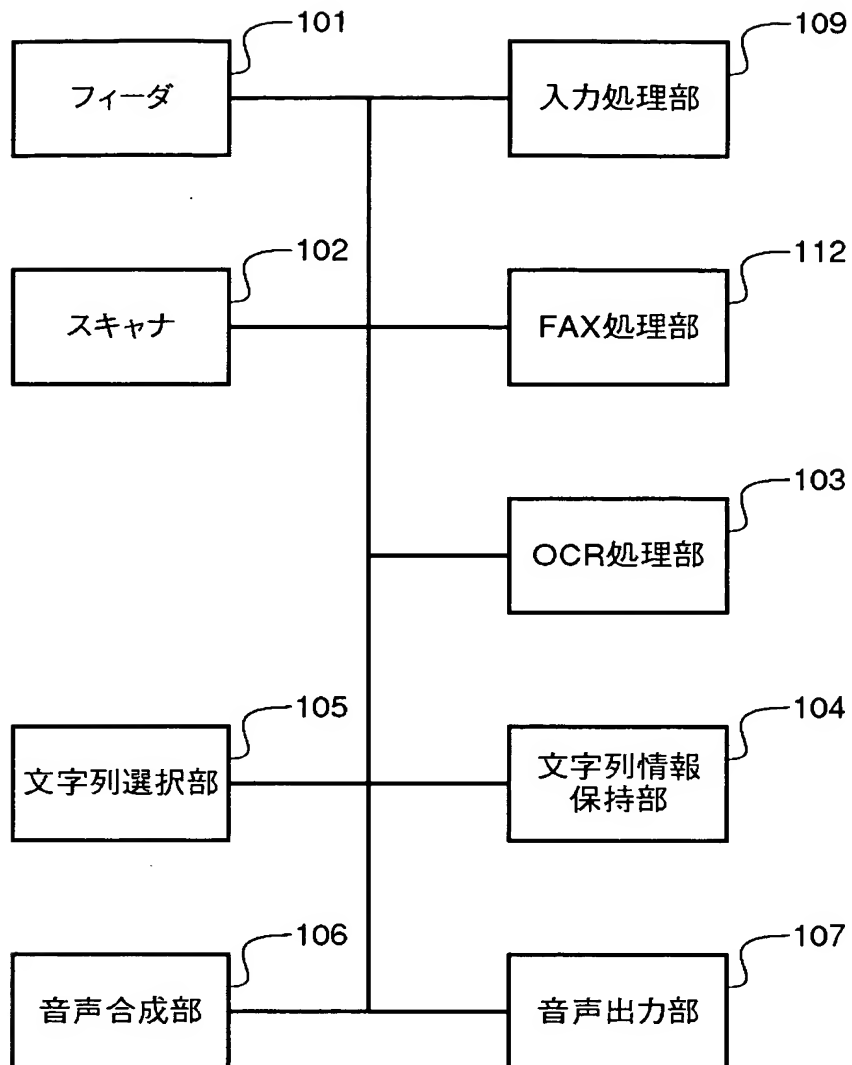 101
フィーダ
109
入力処理部
102
スキャナ
112
FAX処理部
103
OCR処理部
105
文字列選択部
104
文字列情報
保持部
106
音声合成部
107
音声出力部